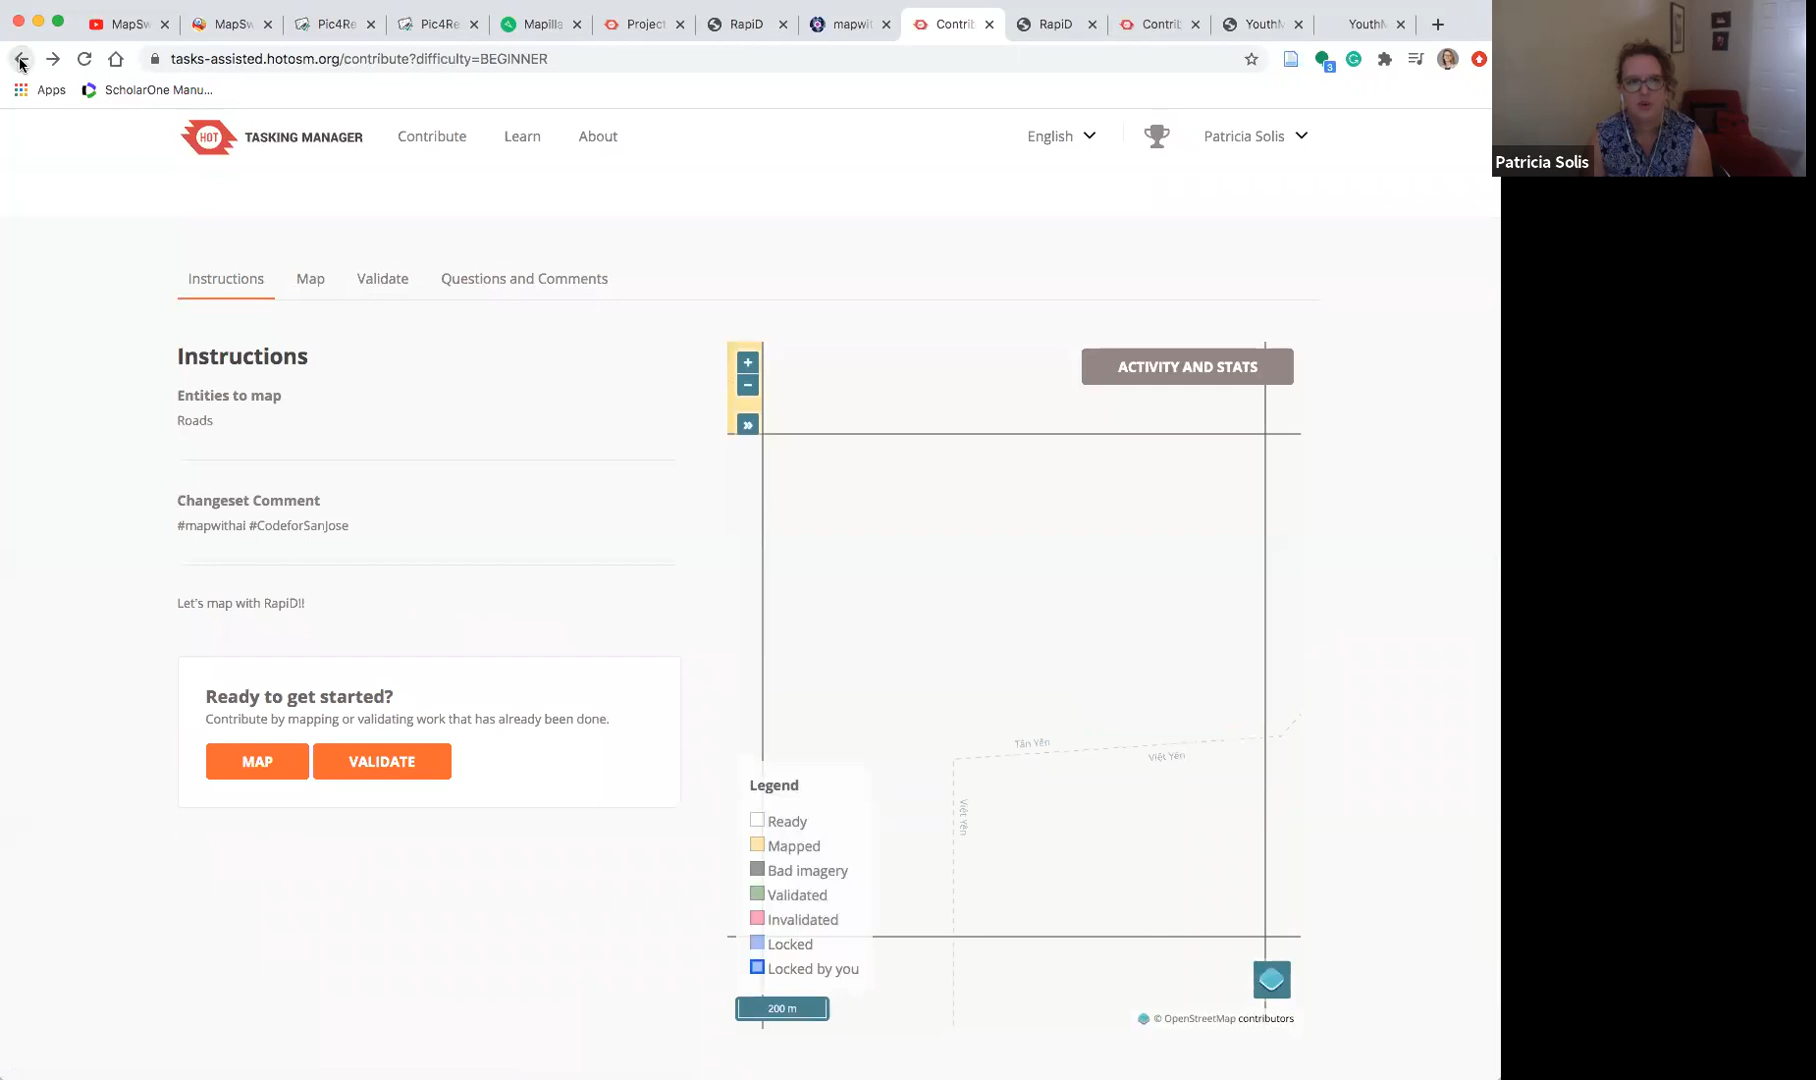 MapSw
MapSw
Pic4Re
Pic4Re
Mapilla
Project
RapiD
mapwit
Contrib
RapiD
Contrib
YouthM
YouthM
tasks-assisted.hotosm.org/contribute?difficulty=BEGINNER
3
Apps
ScholarOne Manu...
HOT
TASKING MANAGER
Contribute
Learn
About
English
Patricia Solis
Patricia Solis
Instructions
Map
Validate
Questions and Comments
Instructions
Entities to map
Roads
Changeset Comment
#mapwithai #CodeforSanJose
Let's map with RapiD!!
Ready to get started?
Contribute by mapping or validating work that has already been done.
MAP
VALIDATE
+
−
»
ACTIVITY AND STATS
Tân Yên
Việt Yên
Việt Yên
Legend
Ready
Mapped
Bad imagery
Validated
Invalidated
Locked
Locked by you
200 m
© OpenStreetMap contributors